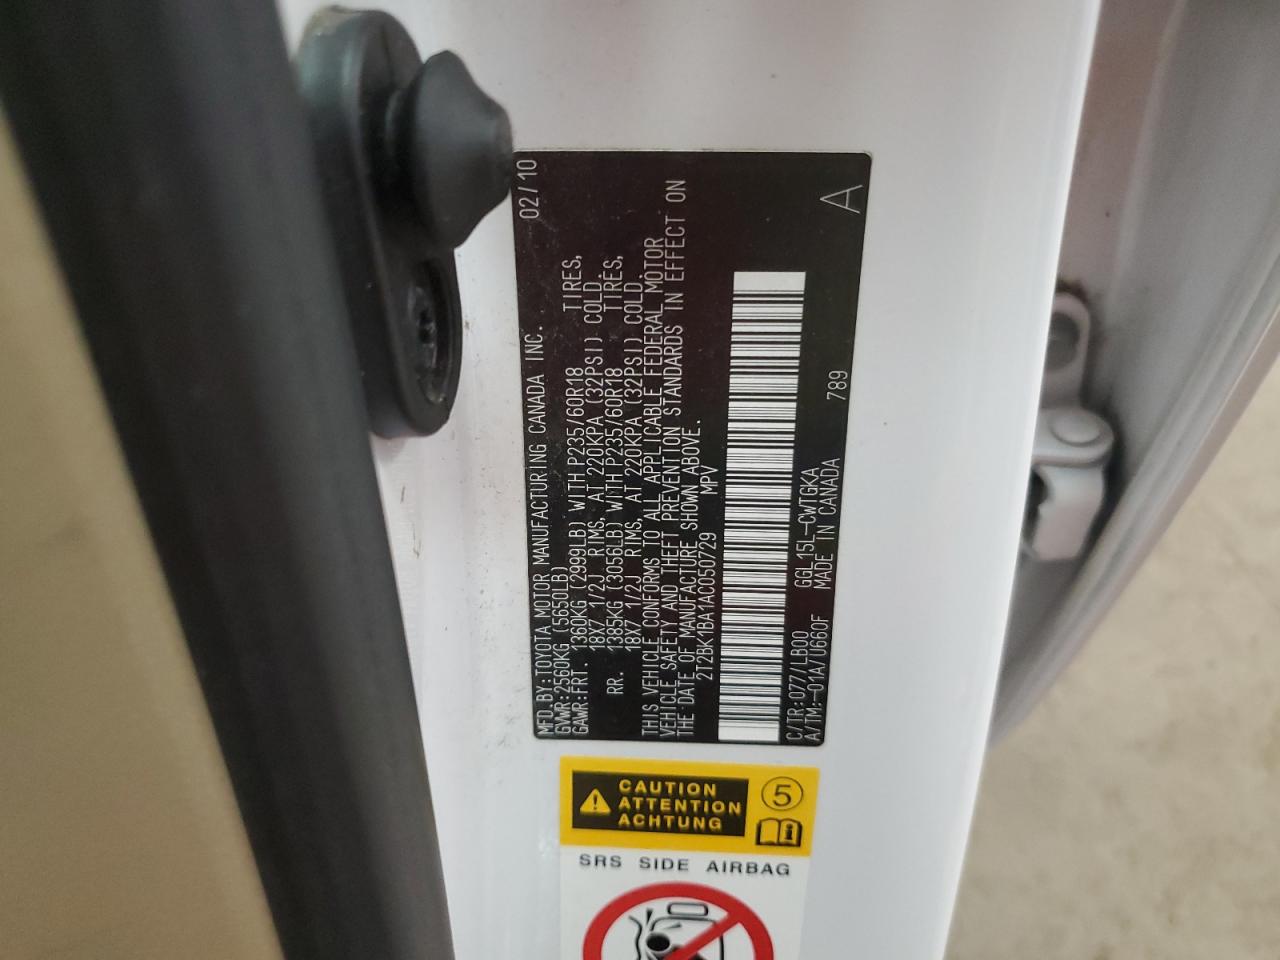 MFD.BY:TOYOTA MOTOR MANUFACTURING CANADA INC. 02/10
GVWR:2560KG (5650LB)
GAWR:FRT. 1360KG (2999LB) WITH P235/60R18 TIRES,
18X7 1/2J RIMS, AT 220KPA (32PSI) COLD.
RR. 1385KG (3056LB) WITH P235/60R18 TIRES,
18X7 1/2J RIMS, AT 220KPA (32PSI) COLD.
THIS VEHICLE CONFORMS TO ALL APPLICABLE FEDERAL MOTOR
VEHICLE SAFETY AND THEFT PREVENTION STANDARDS IN EFFECT ON
THE DATE OF MANUFACTURE SHOWN ABOVE.
2T2BK1BA1AC050729 MPV
C/TR:077/LB00 GGL15L-CWTGKA 789 A
A/TM:-01A/U660F MADE IN CANADA
CAUTION
ATTENTION
ACHTUNG
5
i
SRS SIDE AIRBAG